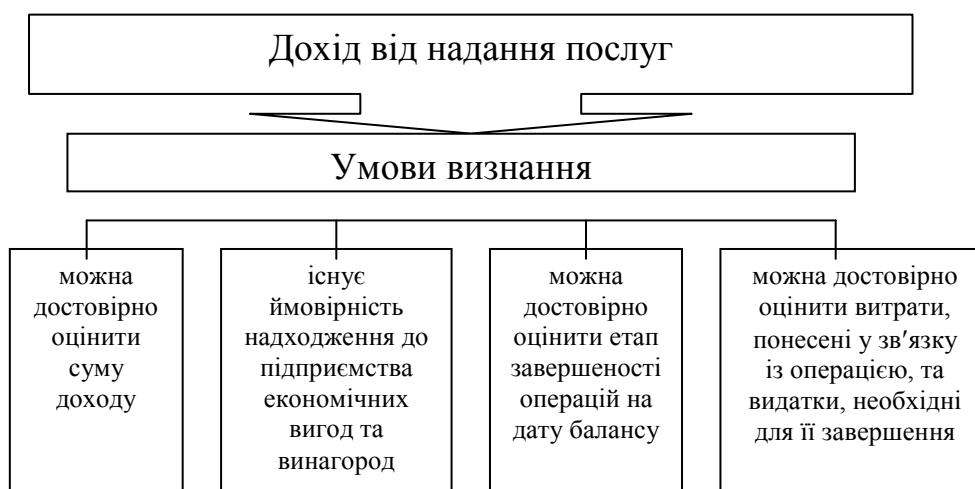 Дохід від надання послуг
Умови визнання
можна
достовірно
оцінити
суму
доходу
існує
ймовірність
надходження до
підприємства
економічних
вигод та
винагород
можна
достовірно
оцінити етап
завершеності
операцій на
дату балансу
можна достовірно
оцінити витрати,
понесені у зв′язку
із операцією, та
видатки, необхідні
для її завершення